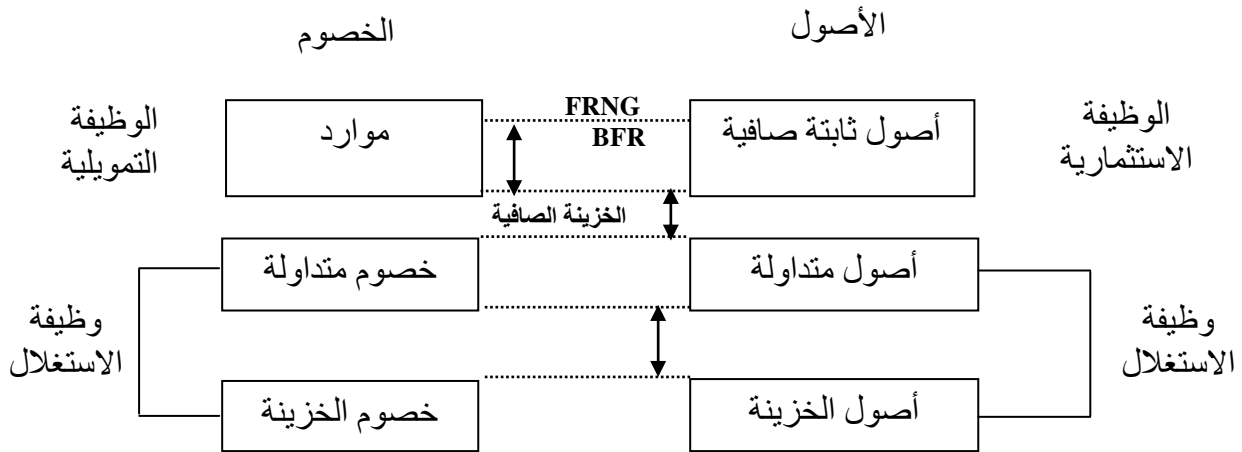 الأصول
الخصوم
الوظيفة
الاستثمارية
أصول ثابتة صافية
FRNG
BFR
موارد
الوظيفة
التمويلية
الخزينة الصافية
أصول متداولة
خصوم متداولة
وظيفة
الاستغلال
وظيفة
الاستغلال
أصول الخزينة
خصوم الخزينة